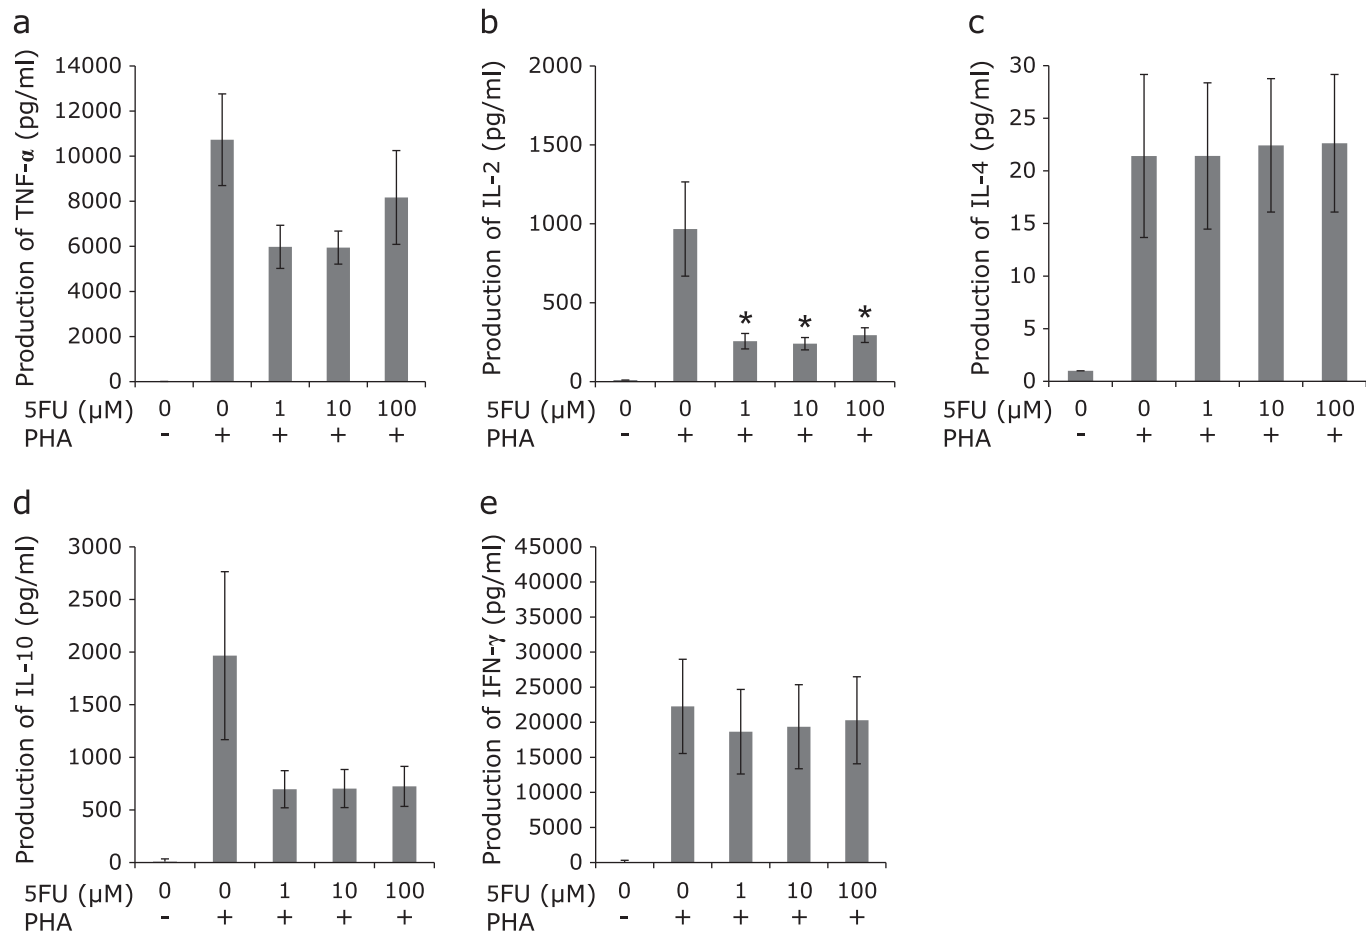 a
Production of TNF-α (pg/ml)
14000
12000
10000
8000
6000
4000
2000
0
5FU (μM) 0 0 1 10 100
PHA - + + + +
b
Production of IL-2 (pg/ml)
2000
1500
1000
500
0
* * *
5FU (μM) 0 0 1 10 100
PHA - + + + +
c
Production of IL-4 (pg/ml)
30
25
20
15
10
5
0
5FU (μM) 0 0 1 10 100
PHA - + + + +
d
Production of IL-10 (pg/ml)
3000
2500
2000
1500
1000
500
0
5FU (μM) 0 0 1 10 100
PHA - + + + +
e
Production of IFN-γ (pg/ml)
45000
40000
35000
30000
25000
20000
15000
10000
5000
0
5FU (μM) 0 0 1 10 100
PHA - + + + +